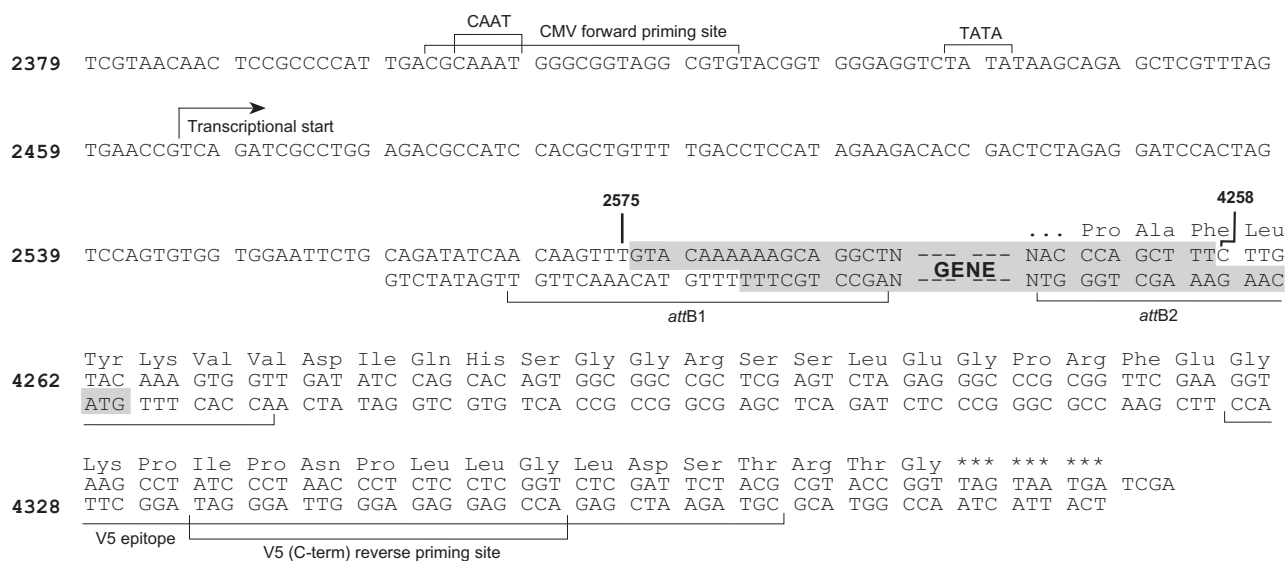 CAAT
CMV forward priming site
TATA
2379 TCGTAACAAC TCCGCCCCAT TGACGCAAAT GGGCGGTAGG CGTGTACGGT GGGAGGTCTA TATAAGCAGA GCTCGTTTAG
Transcriptional start
2459 TGAACCGTCA GATCGCCTGG AGACGCCATC CACGCTGTTT TGACCTCCAT AGAAGACACC GACTCTAGAG GATCCACTAG
2575 4258
... Pro Ala Phe Leu
2539 TCCAGTGTGG TGGAATTCTG CAGATATCAA CAAGTTTGTA CAAAAAAGCA GGCTN --- --- NAC CCA GCT TTC TTG
GTCTATAGTT GTTCAAACAT GTTTTTTCGT CCGAN --- GENE --- NTG GGT CGA AAG AAC
attB1 attB2
Tyr Lys Val Val Asp Ile Gln His Ser Gly Gly Arg Ser Ser Leu Glu Gly Pro Arg Phe Glu Gly
4262 TAC AAA GTG GTT GAT ATC CAG CAC AGT GGC GGC CGC TCG AGT CTA GAG GGC CCG CGG TTC GAA GGT
ATG TTT CAC CAA CTA TAG GTC GTG TCA CCG CCG GCG AGC TCA GAT CTC CCG GGC GCC AAG CTT CCA
Lys Pro Ile Pro Asn Pro Leu Leu Gly Leu Asp Ser Thr Arg Thr Gly *** *** ***
AAG CCT ATC CCT AAC CCT CTC CTC GGT CTC GAT TCT ACG CGT ACC GGT TAG TAA TGA TCGA
4328 TTC GGA TAG GGA TTG GGA GAG GAG CCA GAG CTA AGA TGC GCA TGG CCA ATC ATT ACT
V5 epitope
V5 (C-term) reverse priming site